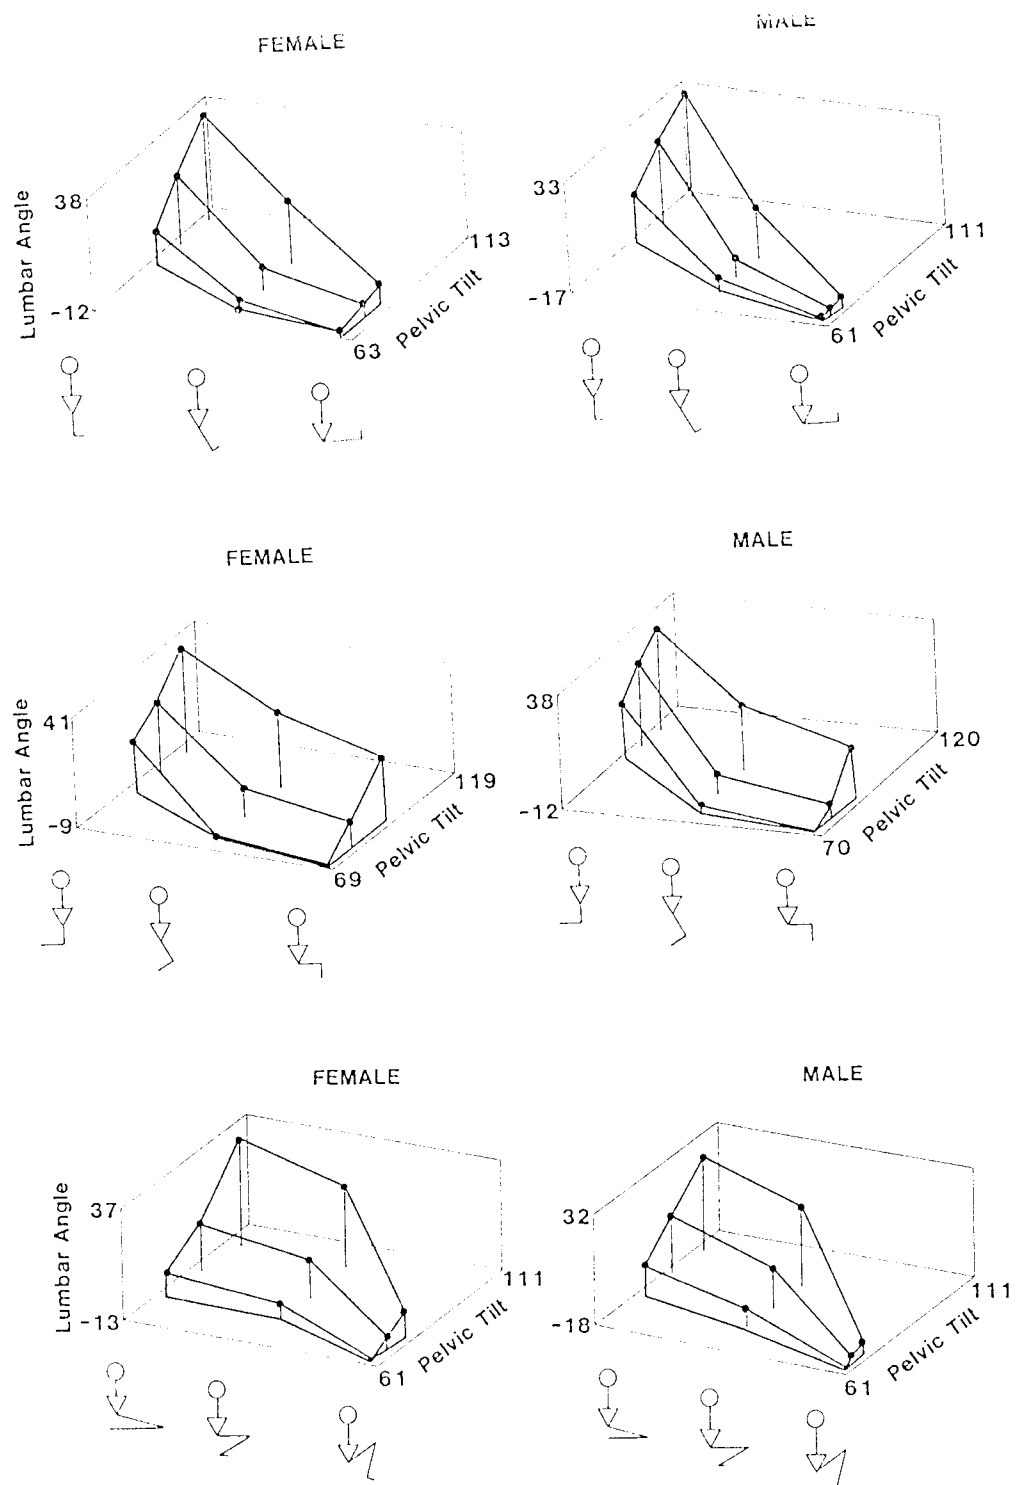 FEMALE
MALE
38
Lumbar Angle
-12
113
Pelvic Tilt
63
33
-17
111
Pelvic Tilt
61
FEMALE
MALE
41
Lumbar Angle
-9
119
Pelvic Tilt
69
38
-12
120
Pelvic Tilt
70
FEMALE
MALE
37
Lumbar Angle
-13
111
Pelvic Tilt
61
32
-18
111
Pelvic Tilt
61